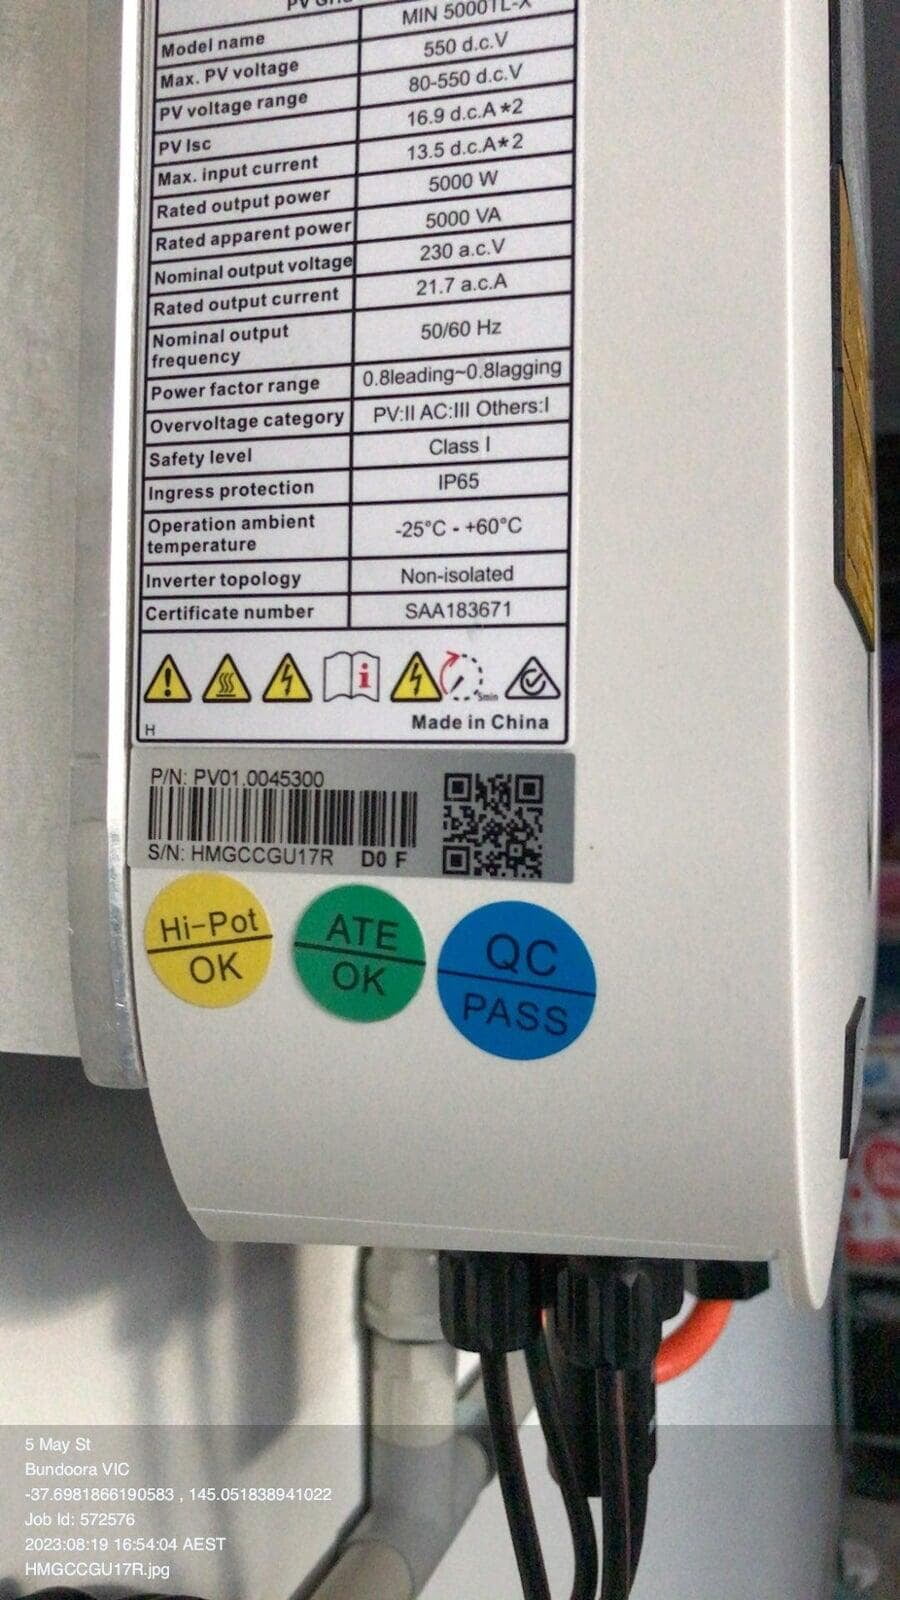 PV
Model name MIN 5000TL-X
Max. PV voltage 550 d.c.V
PV voltage range 80-550 d.c.V
PV Isc 16.9 d.c.A*2
Max. input current 13.5 d.c.A*2
Rated output power 5000 W
Rated apparent power 5000 VA
Nominal output voltage 230 a.c.V
Rated output current 21.7 a.c.A
Nominal output
frequency 50/60 Hz
Power factor range 0.8leading~0.8lagging
Overvoltage category PV:II AC:III Others:I
Safety level Class I
Ingress protection IP65
Operation ambient
temperature -25°C - +60°C
Inverter topology Non-isolated
Certificate number SAA183671
5min
Made in China
H
P/N: PV01.0045300
S/N: HMGCCGU17R D0 F
Hi-Pot
OK
ATE
OK
QC
PASS
5 May St
Bundoora VIC
-37.6981866190583 , 145.051838941022
Job Id: 572576
2023:08:19 16:54:04 AEST
HMGCCGU17R.jpg